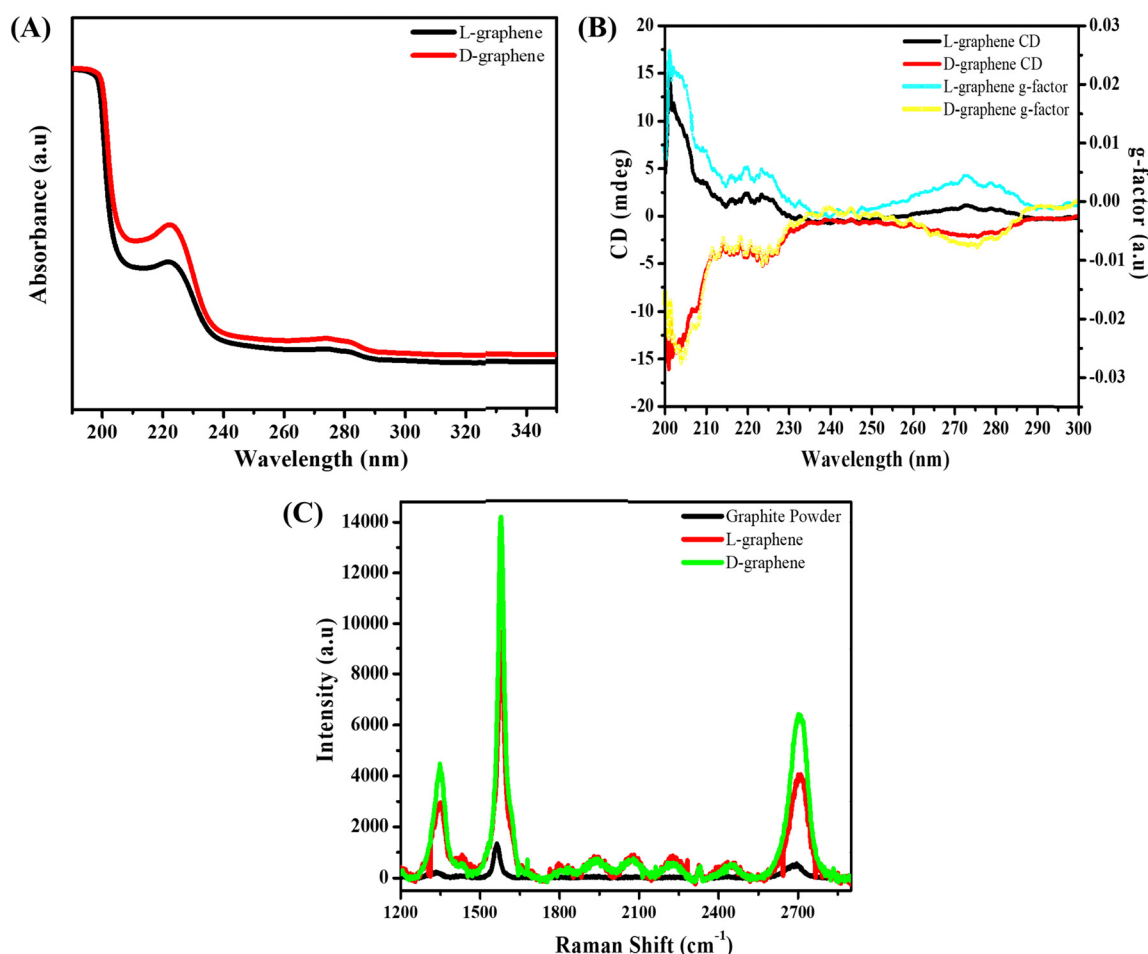 (A)
L-graphene
D-graphene
Absorbance (a.u)
200 220 240 260 280 300 320 340
Wavelength (nm)
(B)
L-graphene CD
D-graphene CD
L-graphene g-factor
D-graphene g-factor
20
15
10
5
0
-5
-10
-15
-20
CD (mdeg)
0.03
0.02
0.01
0.00
-0.01
-0.02
-0.03
g-factor (a.u)
200 210 220 230 240 250 260 270 280 290 300
Wavelength (nm)
(C)
Graphite Powder
L-graphene
D-graphene
14000
12000
10000
8000
6000
4000
2000
0
Intensity (a.u)
1200 1500 1800 2100 2400 2700
Raman Shift (cm⁻¹)